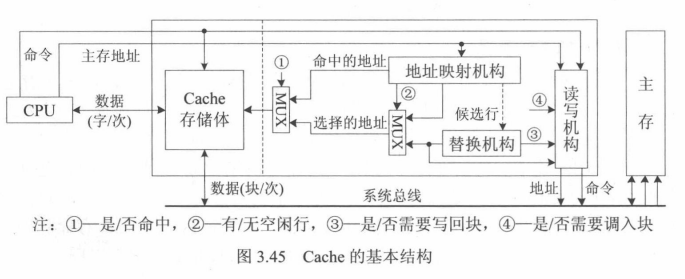 命令
主存地址
①
命中的地址
地址映射机构
②
④
读写机构
主存
CPU
数据
(字/次)
Cache
存储体
MUX
选择的地址
MUX
候选行
替换机构
③
数据(块/次)
系统总线
地址
命令
注：①—是/否命中，②—有/无空闲行，③—是/否需要写回块，④—是/否需要调入块
图 3.45 Cache 的基本结构